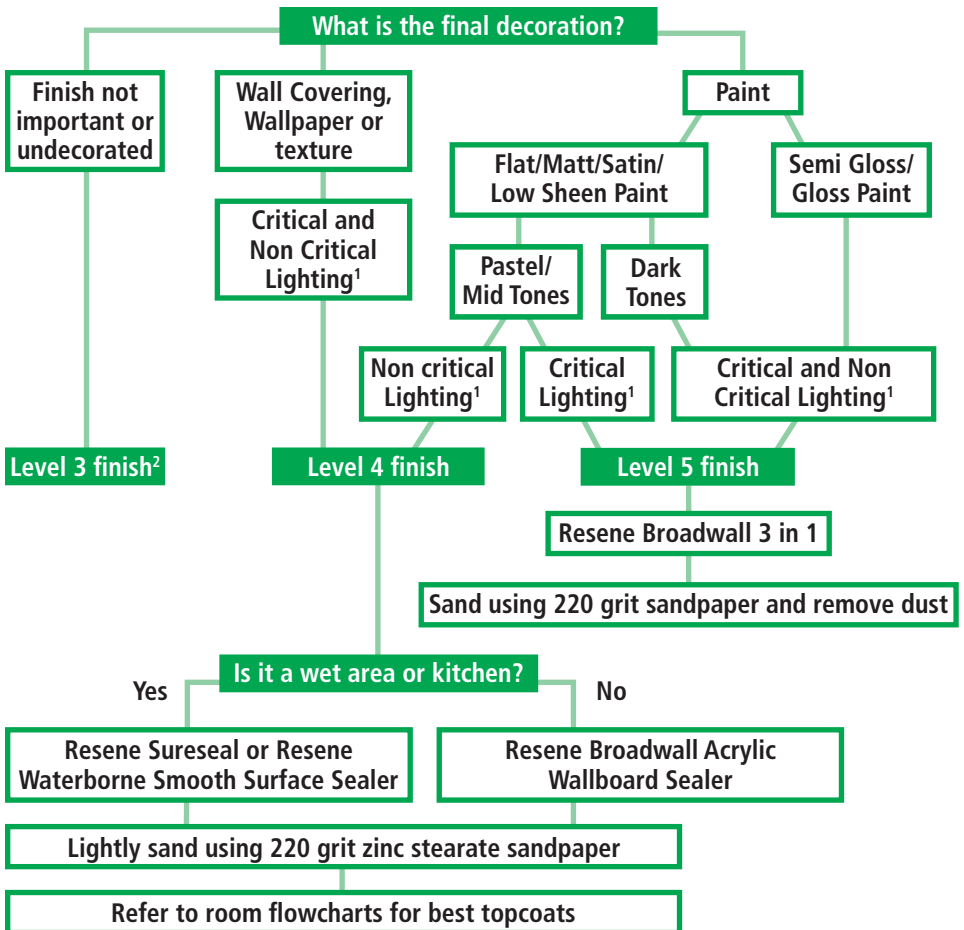 What is the final decoration?
Finish not
important or
undecorated
Wall Covering,
Wallpaper or
texture
Paint
Flat/Matt/Satin/
Low Sheen Paint
Semi Gloss/
Gloss Paint
Critical and
Non Critical
Lighting¹
Pastel/
Mid Tones
Dark
Tones
Non critical
Lighting¹
Critical
Lighting¹
Critical and Non
Critical Lighting¹
Level 3 finish²
Level 4 finish
Level 5 finish
Resene Broadwall 3 in 1
Sand using 220 grit sandpaper and remove dust
Is it a wet area or kitchen?
Yes
No
Resene Sureseal or Resene
Waterborne Smooth Surface Sealer
Resene Broadwall Acrylic
Wallboard Sealer
Lightly sand using 220 grit zinc stearate sandpaper
Refer to room flowcharts for best topcoats